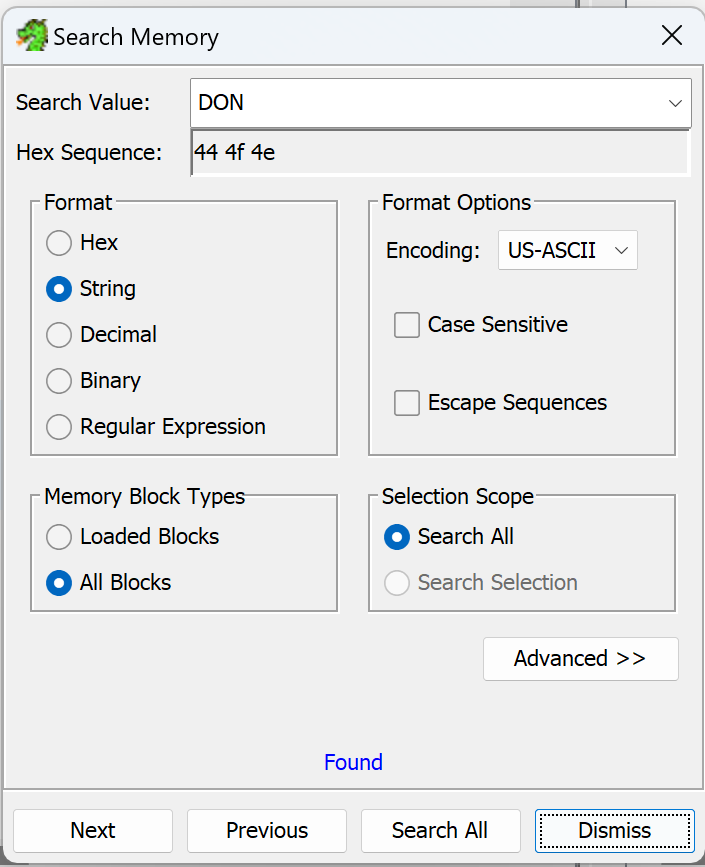 Search Memory
Search Value: DON
Hex Sequence: 44 4f 4e
Format
Hex
String
Decimal
Binary
Regular Expression
Format Options
Encoding: US-ASCII
Case Sensitive
Escape Sequences
Memory Block Types
Loaded Blocks
All Blocks
Selection Scope
Search All
Search Selection
Advanced >>
Found
Next Previous Search All Dismiss